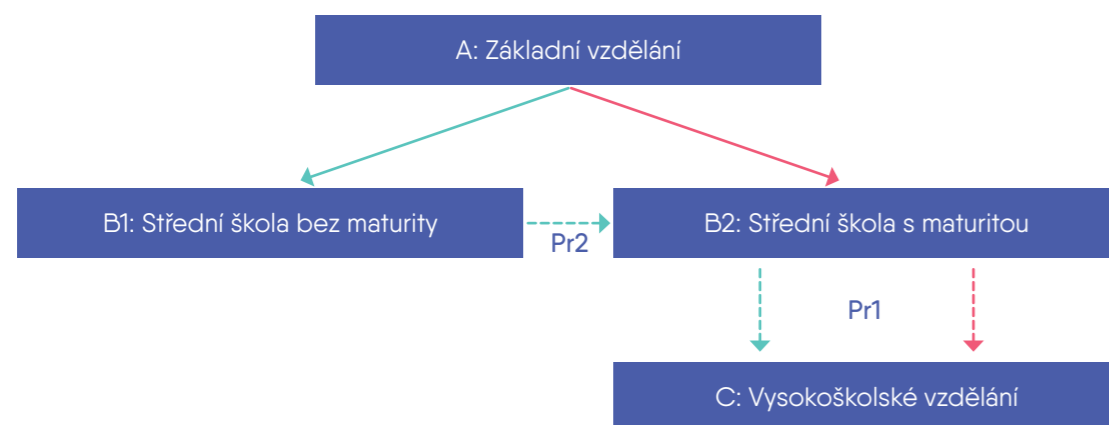 A: Základní vzdělání
B1: Střední škola bez maturity
Pr2
B2: Střední škola s maturitou
Pr1
C: Vysokoškolské vzdělání